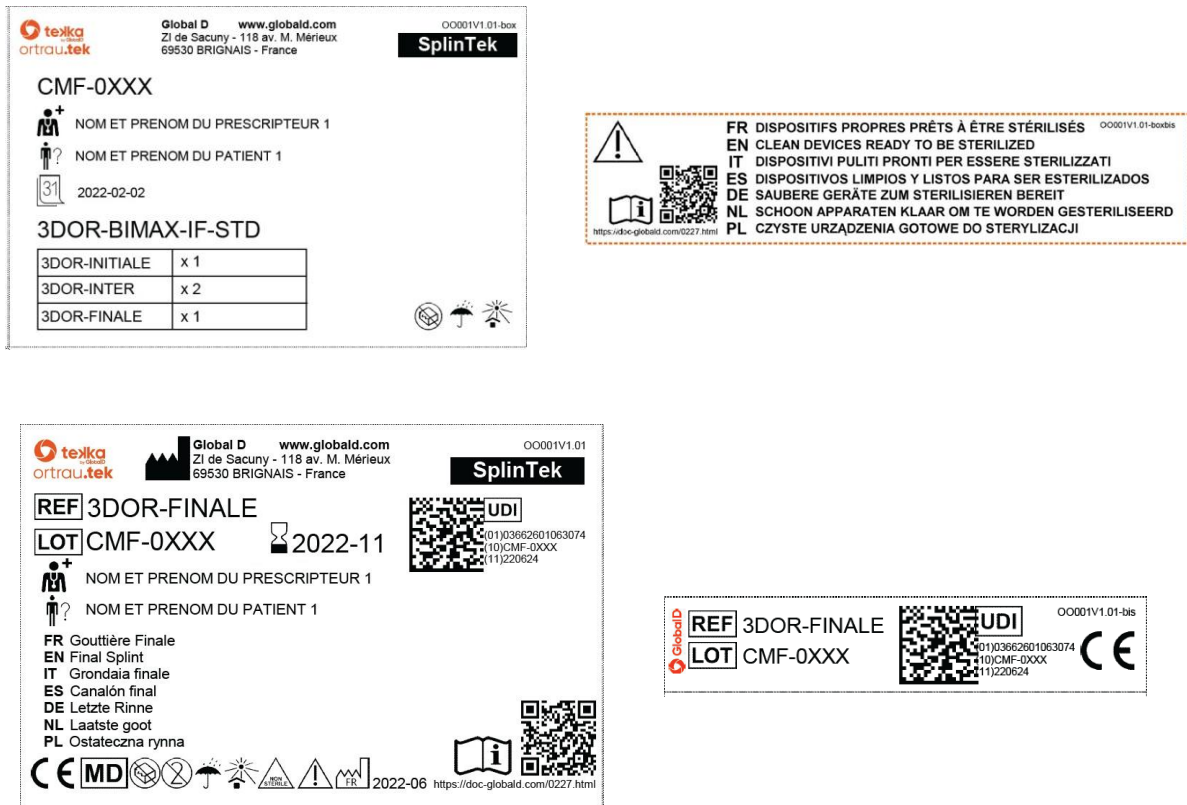 tekka
by GlobalD
ortrau.tek
Global D www.globald.com
ZI de Sacuny - 118 av. M. Mérieux
69530 BRIGNAIS - France
OO001V1.01-box
SplinTek
CMF-0XXX
NOM ET PRENOM DU PRESCRIPTEUR 1
? NOM ET PRENOM DU PATIENT 1
31 2022-02-02
3DOR-BIMAX-IF-STD
3DOR-INITIALE x 1
3DOR-INTER x 2
3DOR-FINALE x 1
FR DISPOSITIFS PROPRES PRÊTS À ÊTRE STÉRILISÉS OO001V1.01-boxbis
EN CLEAN DEVICES READY TO BE STERILIZED
IT DISPOSITIVI PULITI PRONTI PER ESSERE STERILIZZATI
ES DISPOSITIVOS LIMPIOS Y LISTOS PARA SER ESTERILIZADOS
DE SAUBERE GERÄTE ZUM STERILISIEREN BEREIT
NL SCHOON APPARATEN KLAAR OM TE WORDEN GESTERILISEERD
PL CZYSTE URZĄDZENIA GOTOWE DO STERYLIZACJI
https://doc-globald.com/0227.html
tekka
by GlobalD
ortrau.tek
Global D www.globald.com
ZI de Sacuny - 118 av. M. Mérieux
69530 BRIGNAIS - France
OO001V1.01
SplinTek
REF 3DOR-FINALE
LOT CMF-0XXX 2022-11
UDI
(01)03662601063074
(10)CMF-0XXX
(11)220624
NOM ET PRENOM DU PRESCRIPTEUR 1
? NOM ET PRENOM DU PATIENT 1
FR Gouttière Finale
EN Final Splint
IT Grondaia finale
ES Canalón final
DE Letzte Rinne
NL Laatste goot
PL Ostateczna rynna
CE MD 2 NON STERILE FR 2022-06 https://doc-globald.com/0227.html
GlobalD
REF 3DOR-FINALE
LOT CMF-0XXX
UDI
(01)03662601063074
(10)CMF-0XXX
(11)220624
OO001V1.01-bis
CE